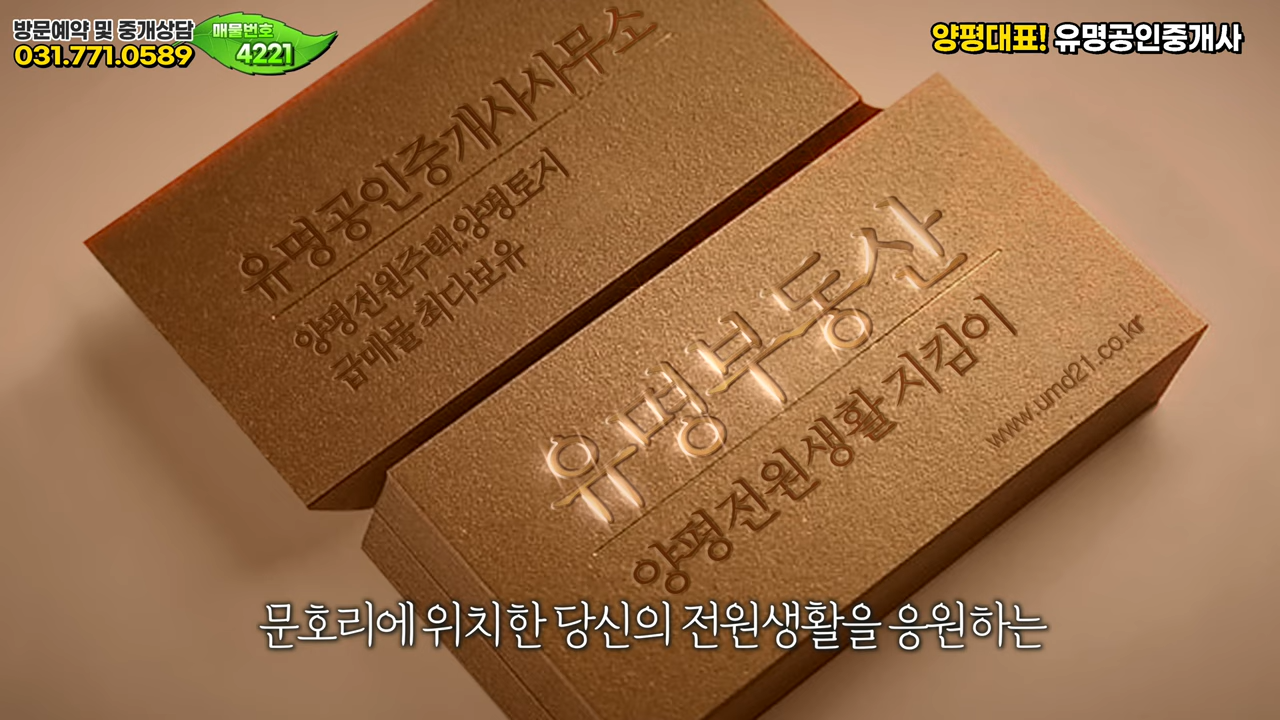 방문예약 및 중개상담
031.771.0589
매물번호
4221
양평대표! 유명공인중개사
유명공인중개사사무소
양평전원주택,양평토지
급매물 최다보유
유명부동산
양평전원생활 지킴이
www.umd21.co.kr
문호리에 위치한 당신의 전원생활을 응원하는